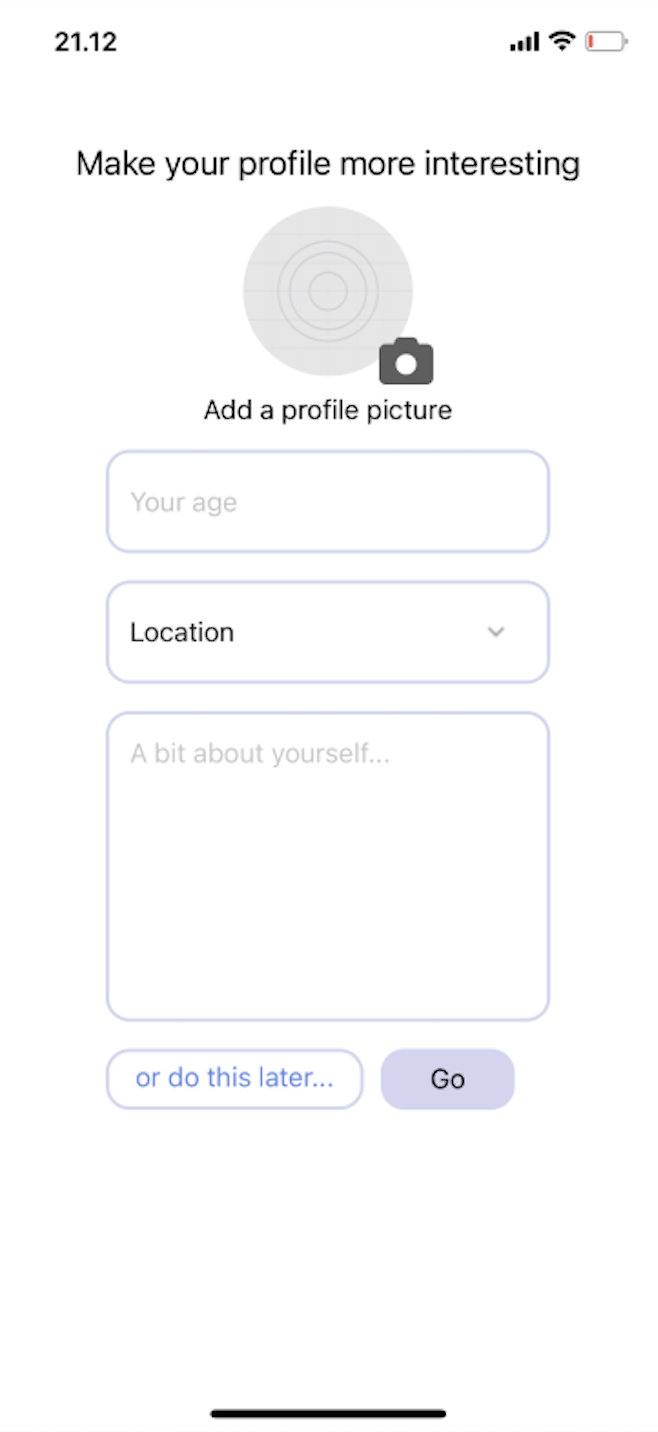 21.12
Make your profile more interesting
Add a profile picture
Your age
Location
A bit about yourself...
or do this later...
Go